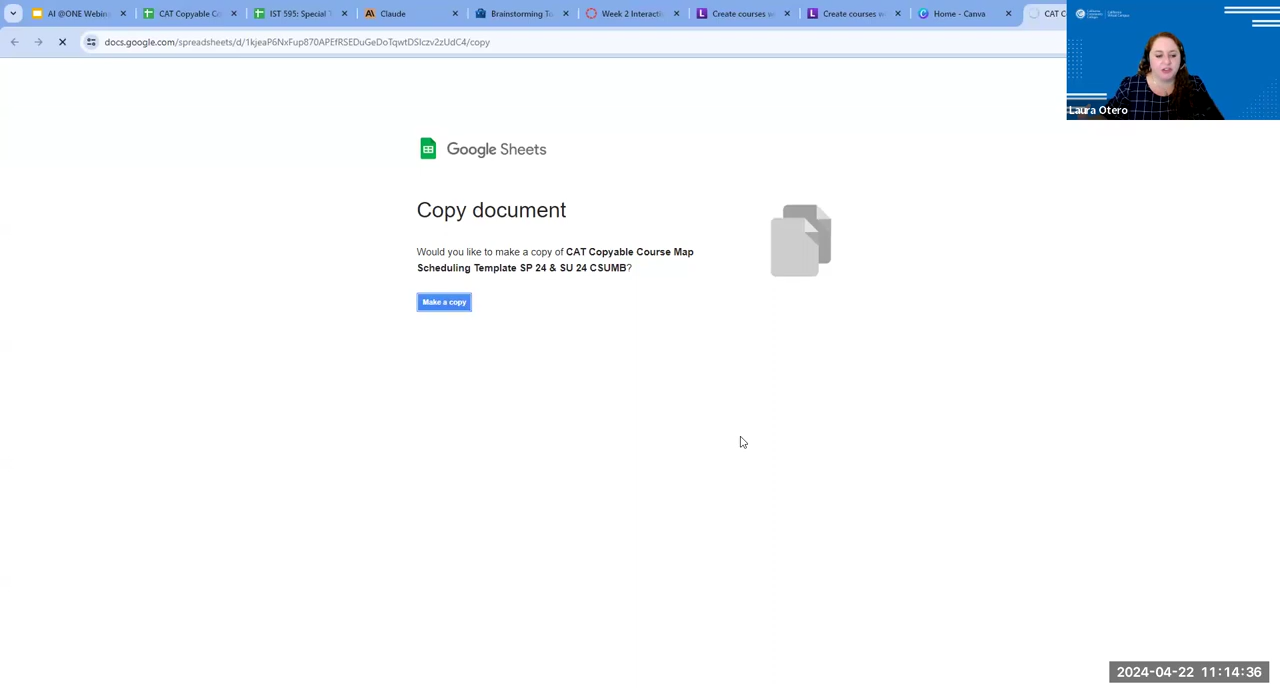 AI @ONE Webina
CAT Copyable Co
IST 595: Special T
Claude
Brainstorming To
Week 2 Interacti
Create courses w
Create courses w
Home - Canva
CAT C
docs.google.com/spreadsheets/d/1kjeaP6NxFup870APEfRSEDuGeDoTqwtDSIczv2zUdC4/copy
Laura Otero
Google Sheets
Copy document
Would you like to make a copy of CAT Copyable Course Map
Scheduling Template SP 24 & SU 24 CSUMB?
Make a copy
2024-04-22 11:14:36